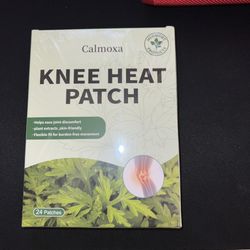 Calmoxa
KNEE HEAT
PATCH
-Helps ease joint discomfort
-plant extracts, skin-friendly
-Flexible fit for burden-free movement
24 Patches